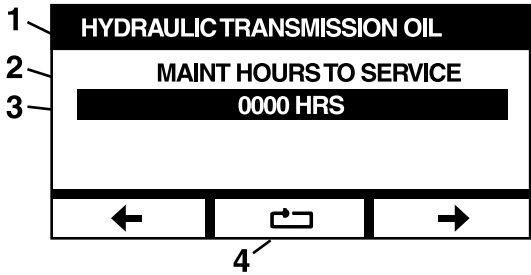 1
HYDRAULIC TRANSMISSION OIL
2
MAINT HOURS TO SERVICE
3
0000 HRS
4